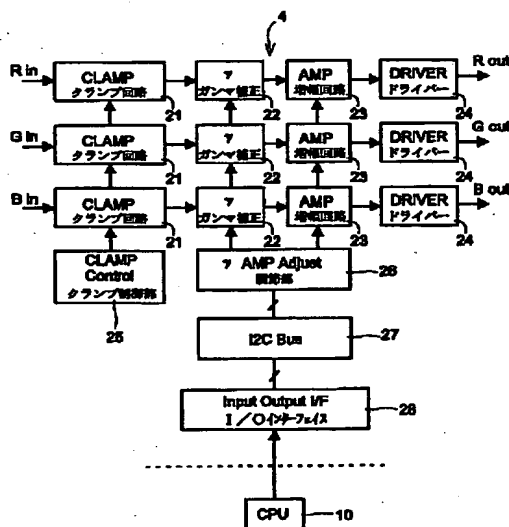 4
R in
CLAMP
クランプ回路
21
γ
ガンマ補正
22
AMP
増幅回路
23
DRIVER
ドライバー
24
R out
G in
CLAMP
クランプ回路
21
γ
ガンマ補正
22
AMP
増幅回路
23
DRIVER
ドライバー
24
G out
B in
CLAMP
クランプ回路
21
γ
ガンマ補正
22
AMP
増幅回路
23
DRIVER
ドライバー
24
B out
CLAMP
Control
クランプ制御部
25
γ AMP Adjust
調節部
26
I2C Bus
27
Input Output I/F
I/Oインターフェイス
28
CPU
10